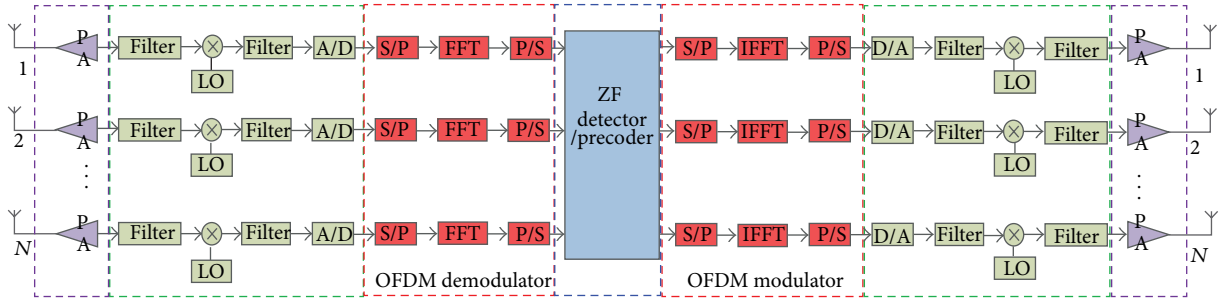 1 P A Filter LO Filter A/D S/P FFT P/S S/P IFFT P/S D/A Filter LO Filter P A 1
2 P A Filter LO Filter A/D S/P FFT P/S S/P IFFT P/S D/A Filter LO Filter P A 2
ZF
detector
/precoder
N P A Filter LO Filter A/D S/P FFT P/S S/P IFFT P/S D/A Filter LO Filter P A N
OFDM demodulator
OFDM modulator